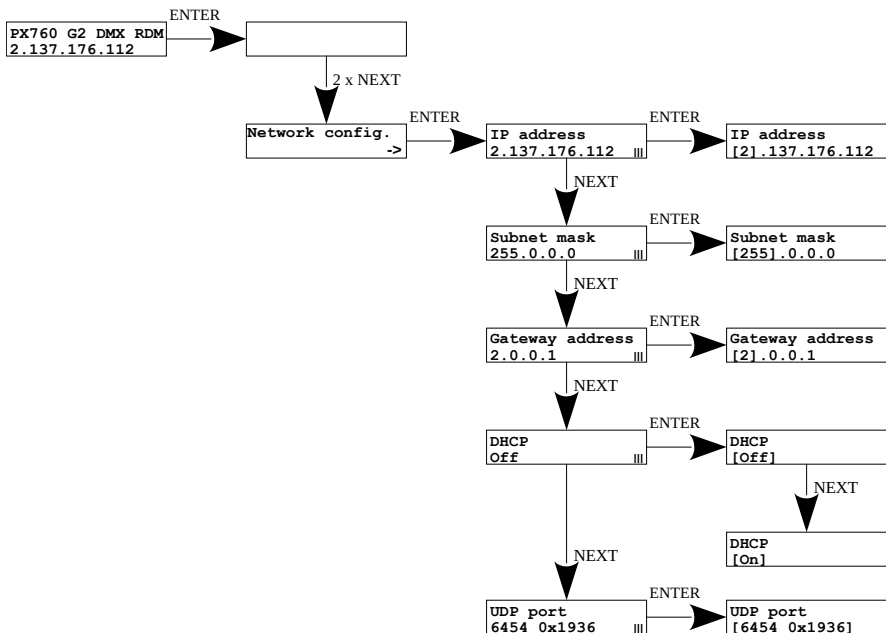 ENTER
PX760 G2 DMX RDM
2.137.176.112
2 x NEXT
Network config.
->
ENTER
IP address
2.137.176.112
ENTER
IP address
[2].137.176.112
NEXT
Subnet mask
255.0.0.0
ENTER
Subnet mask
[255].0.0.0
NEXT
Gateway address
2.0.0.1
ENTER
Gateway address
[2].0.0.1
NEXT
DHCP
Off
ENTER
DHCP
[Off]
NEXT
DHCP
[On]
NEXT
UDP port
6454 0x1936
ENTER
UDP port
[6454 0x1936]